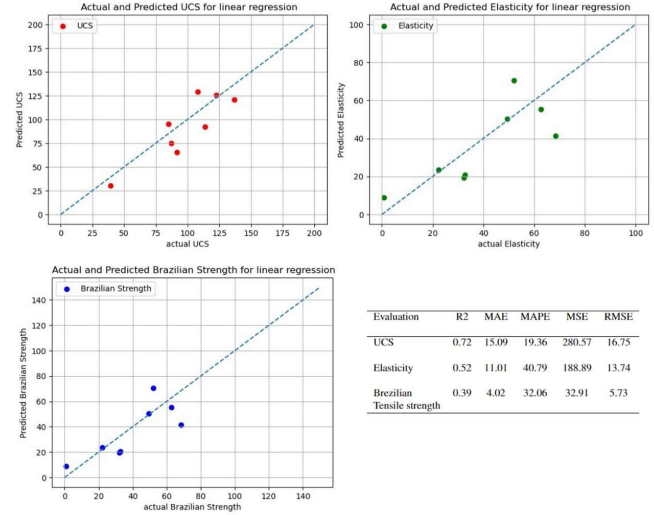 Actual and Predicted UCS for linear regression
UCS
200
175
150
125
100
75
50
25
0
Predicted UCS
0 25 50 75 100 125 150 175 200
actual UCS
Actual and Predicted Elasticity for linear regression
Elasticity
100
80
60
40
20
0
Predicted Elasticity
0 20 40 60 80 100
actual Elasticity
Actual and Predicted Brazilian Strength for linear regression
Brazilian Strength
140
120
100
80
60
40
20
0
Predicted Brazilian Strength
0 20 40 60 80 100 120 140
actual Brazilian Strength
Evaluation R2 MAE MAPE MSE RMSE
UCS 0.72 15.09 19.36 280.57 16.75
Elasticity 0.52 11.01 40.79 188.89 13.74
Brezilian 0.39 4.02 32.06 32.91 5.73
Tensile strength